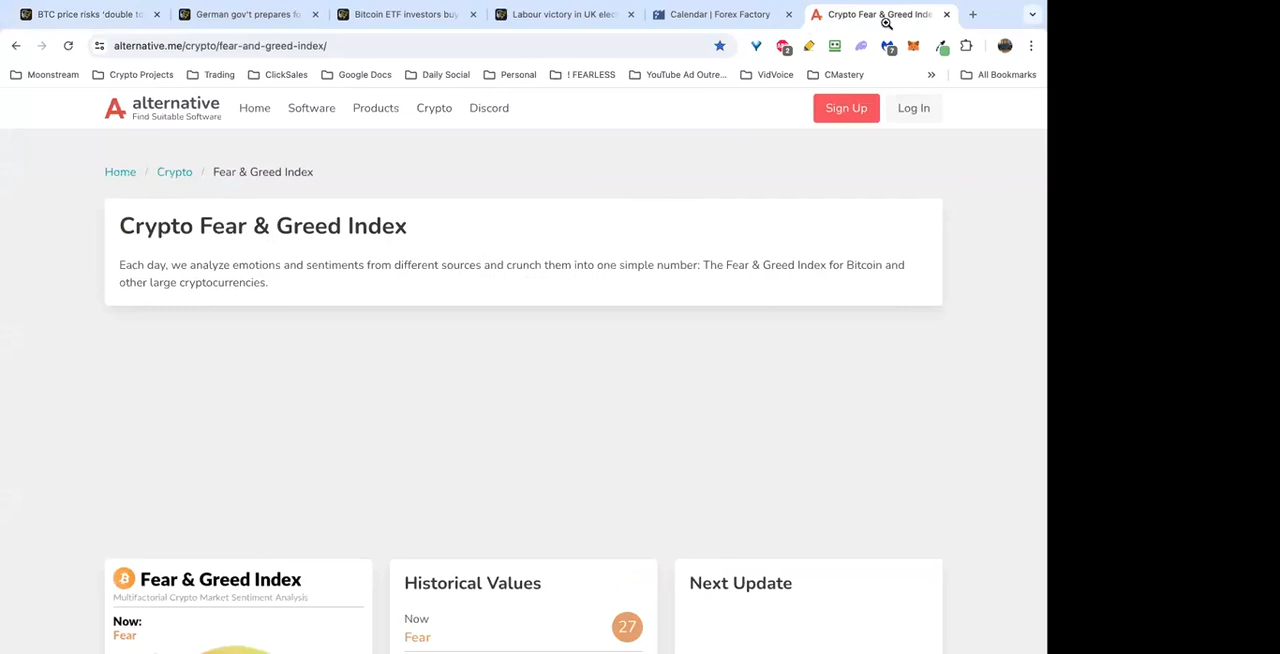 BTC price risks 'double to
German gov't prepares fo
Bitcoin ETF investors buy
Labour victory in UK elec
Calendar | Forex Factory
Crypto Fear & Greed Inde
alternative.me/crypto/fear-and-greed-index/
2
7
Moonstream
Crypto Projects
Trading
ClickSales
Google Docs
Daily Social
Personal
! FEARLESS
YouTube Ad Outre...
VidVoice
CMastery
»
All Bookmarks
alternative
Find Suitable Software
Home
Software
Products
Crypto
Discord
Sign Up
Log In
Home / Crypto / Fear & Greed Index
Crypto Fear & Greed Index
Each day, we analyze emotions and sentiments from different sources and crunch them into one simple number: The Fear & Greed Index for Bitcoin and
other large cryptocurrencies.
Fear & Greed Index
Multifactorial Crypto Market Sentiment Analysis
Now:
Fear
Historical Values
Now
Fear
27
Next Update